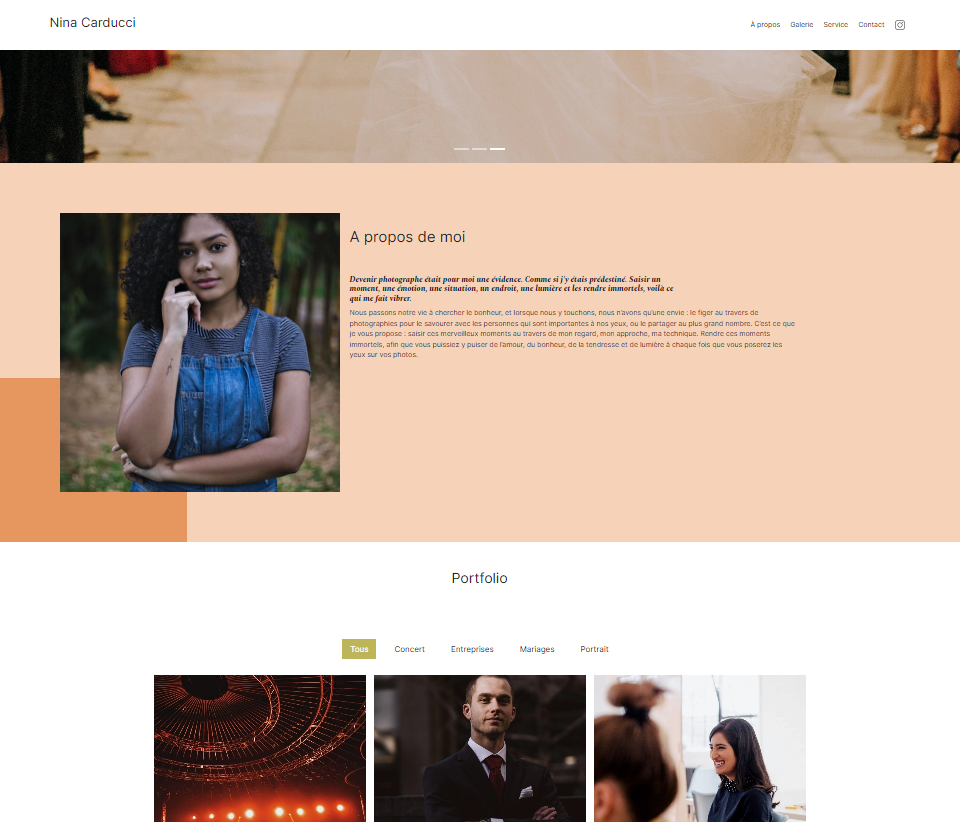 Nina Carducci
À propos
Galerie
Service
Contact
A propos de moi
Devenir photographe était pour moi une évidence. Comme si j'y étais prédestiné. Saisir un
moment, une émotion, une situation, un endroit, une lumière et les rendre immortels, voilà ce
qui me fait vibrer.
Nous passons notre vie à chercher le bonheur, et lorsque nous y touchons, nous n'avons qu'une envie : le figer au travers de
photographies pour le savourer avec les personnes qui sont importantes à nos yeux, ou le partager au plus grand nombre. C'est ce que
je vous propose : saisir ces merveilleux moments au travers de mon regard, mon approche, ma technique. Rendre ces moments
immortels, afin que vous puissiez y puiser de l'amour, du bonheur, de la tendresse et de lumière à chaque fois que vous poserez les
yeux sur vos photos.
Portfolio
Tous
Concert
Entreprises
Mariages
Portrait